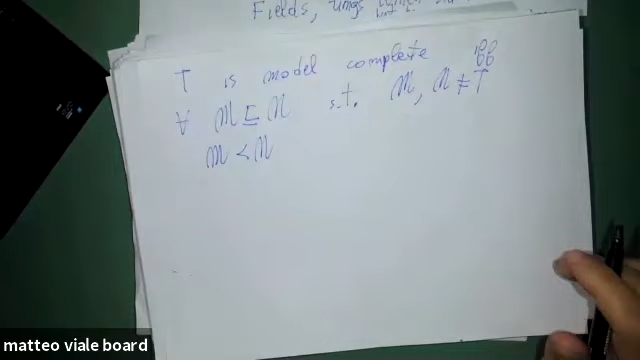 Fields, rings
T is model complete iff
∀ M ⊑ N s.t. M, N ⊨ T
M ≺ N
matteo viale board